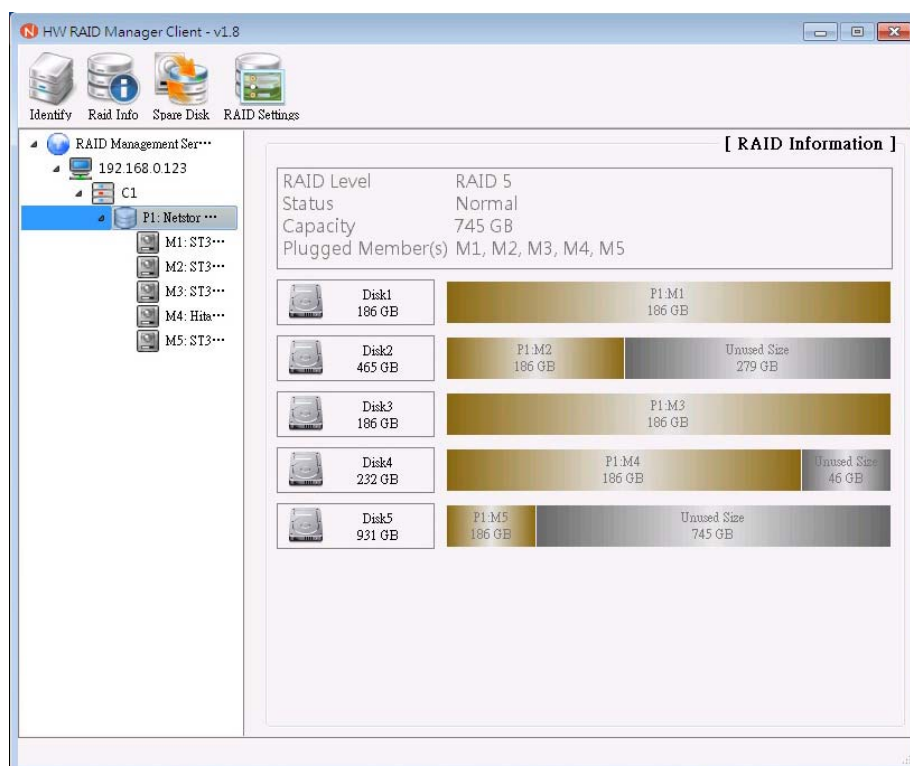 HW RAID Manager Client - v1.8
Identify Raid Info Spare Disk RAID Settings
RAID Management Ser···
192.168.0.123
C1
P1: Netstor ···
M1: ST3···
M2: ST3···
M3: ST3···
M4: Hita···
M5: ST3···
[ RAID Information ]
RAID Level RAID 5
Status Normal
Capacity 745 GB
Plugged Member(s) M1, M2, M3, M4, M5
Disk1
186 GB
P1:M1
186 GB
Disk2
465 GB
P1:M2
186 GB
Unused Size
279 GB
Disk3
186 GB
P1:M3
186 GB
Disk4
232 GB
P1:M4
186 GB
Unused Size
46 GB
Disk5
931 GB
P1:M5
186 GB
Unused Size
745 GB